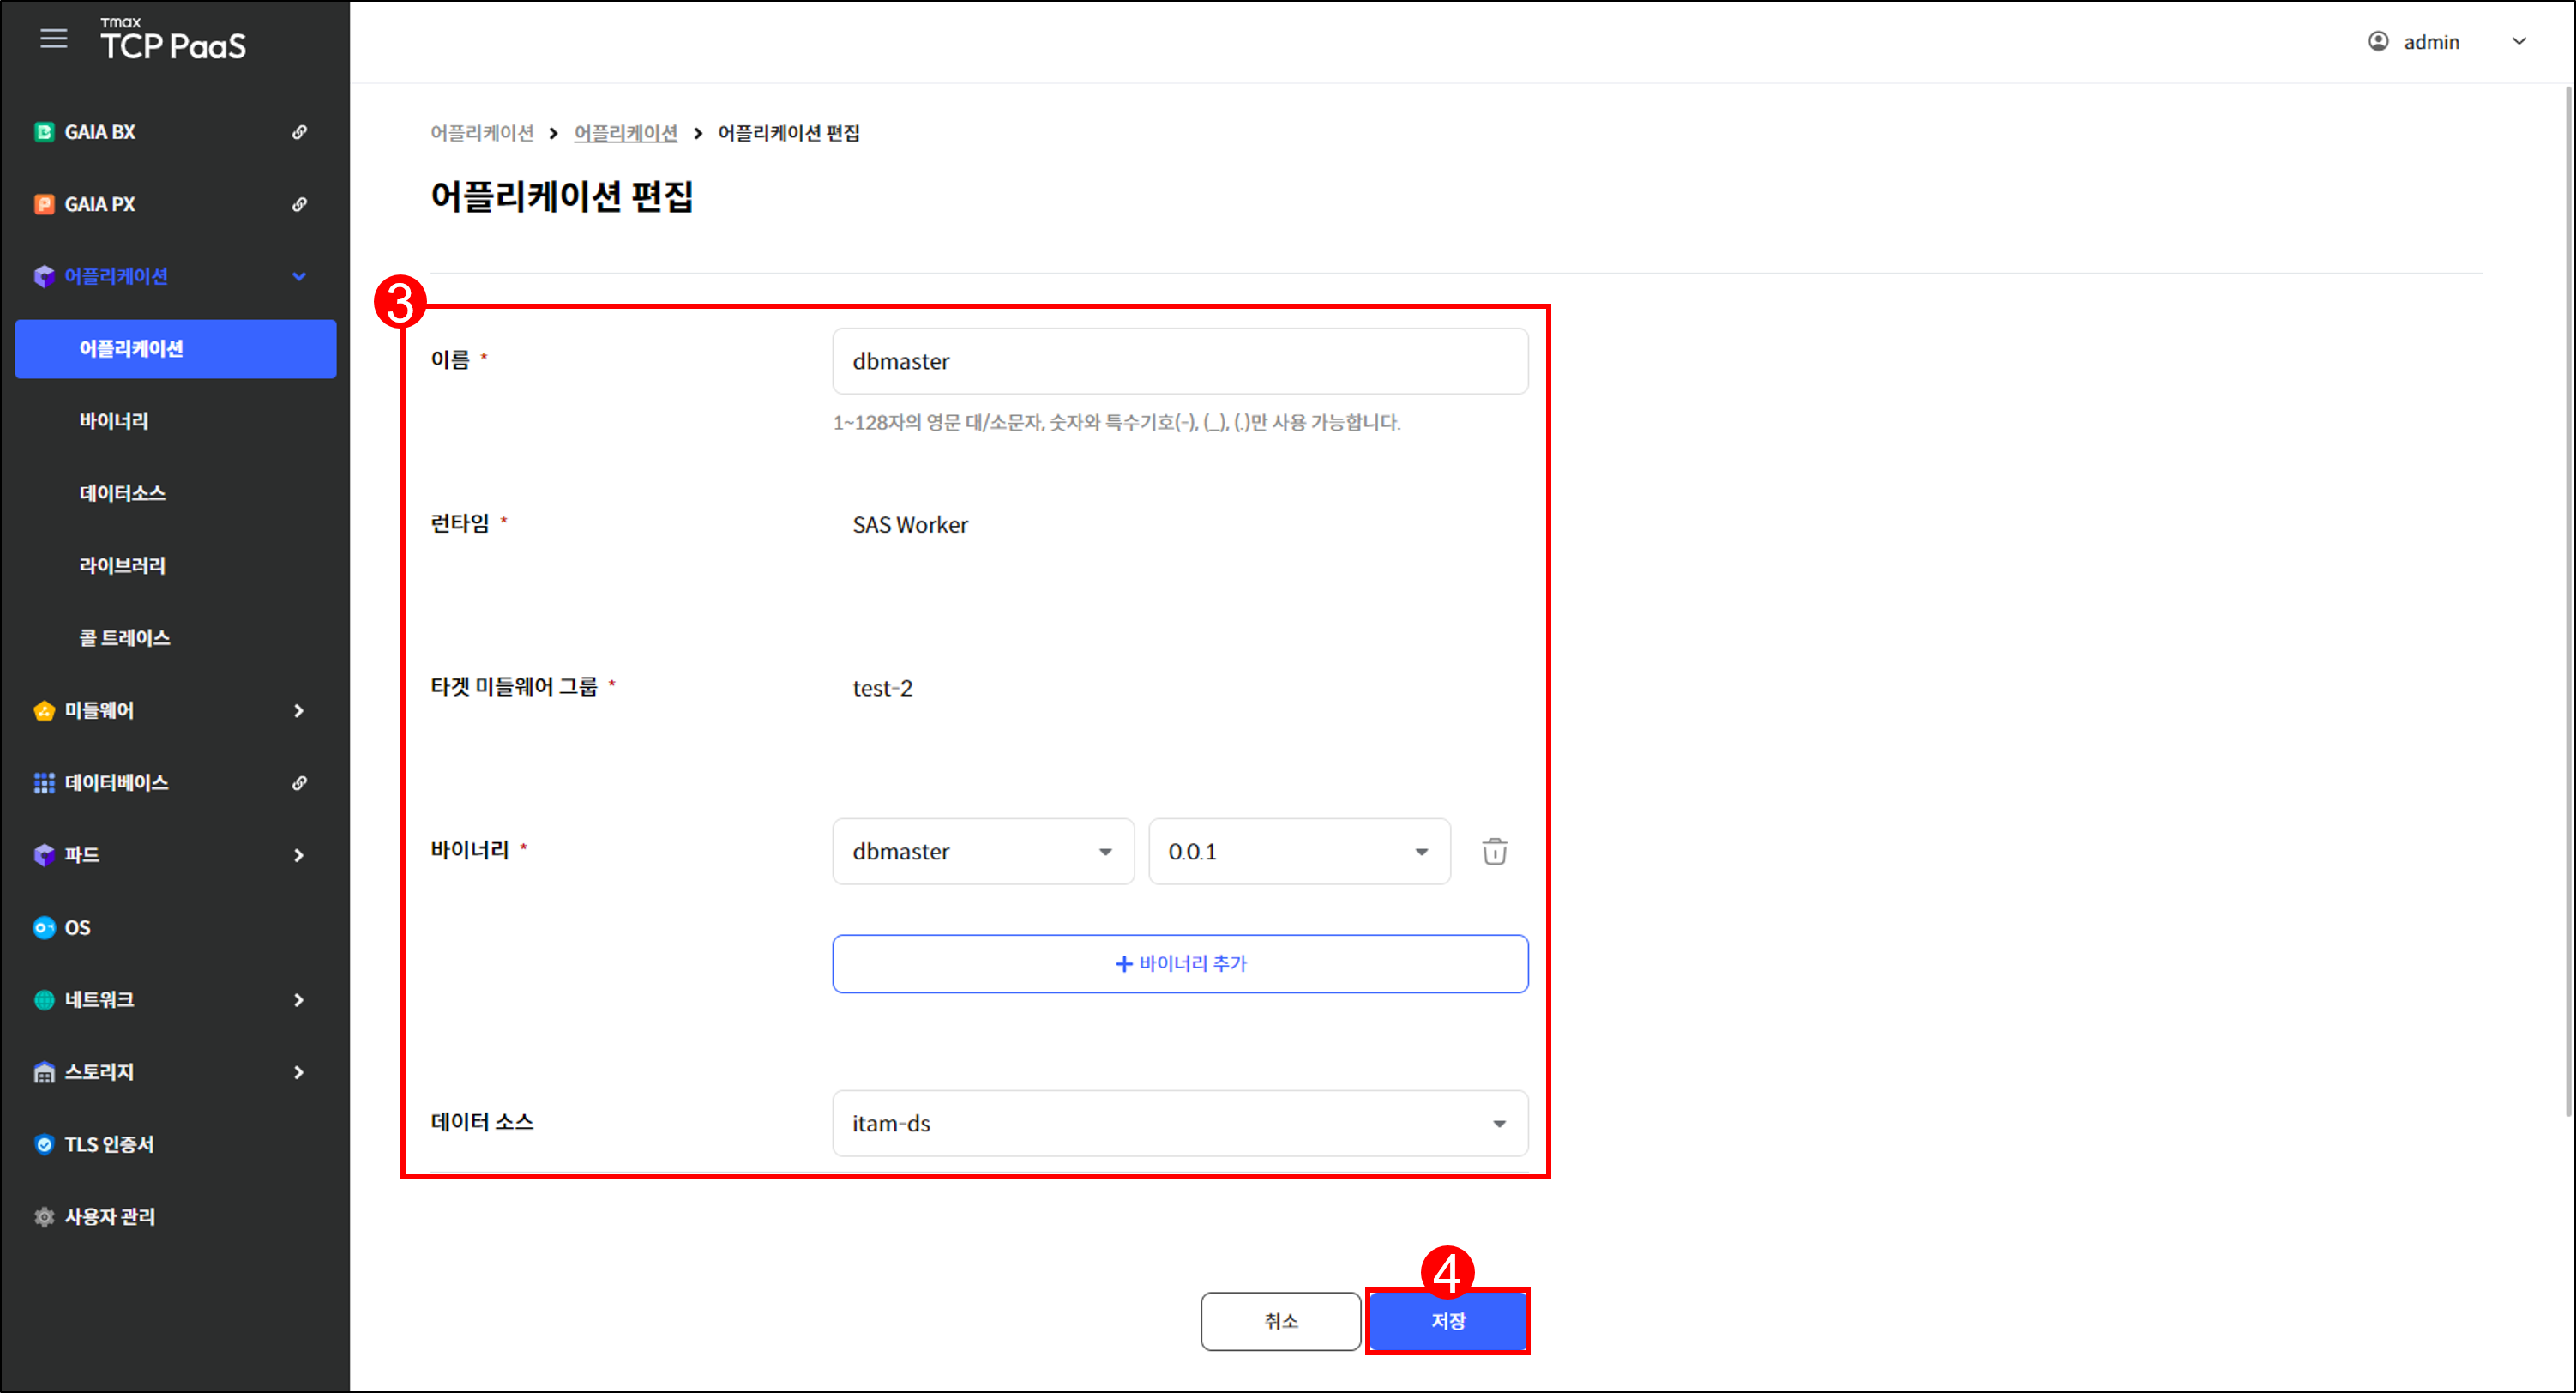 Tmax
TCP PaaS
admin
GAIA BX
GAIA PX
어플리케이션
어플리케이션
바이너리
데이터소스
라이브러리
콜 트레이스
미들웨어
데이터베이스
파드
OS
네트워크
스토리지
TLS 인증서
사용자 관리
어플리케이션 > 어플리케이션 > 어플리케이션 편집
어플리케이션 편집
3
이름 *
dbmaster
1~128자의 영문 대/소문자, 숫자와 특수기호(-), (_), (.)만 사용 가능합니다.
런타임 *
SAS Worker
타겟 미들웨어 그룹 *
test-2
바이너리 *
dbmaster
0.0.1
+ 바이너리 추가
데이터 소스
itam-ds
4
취소
저장